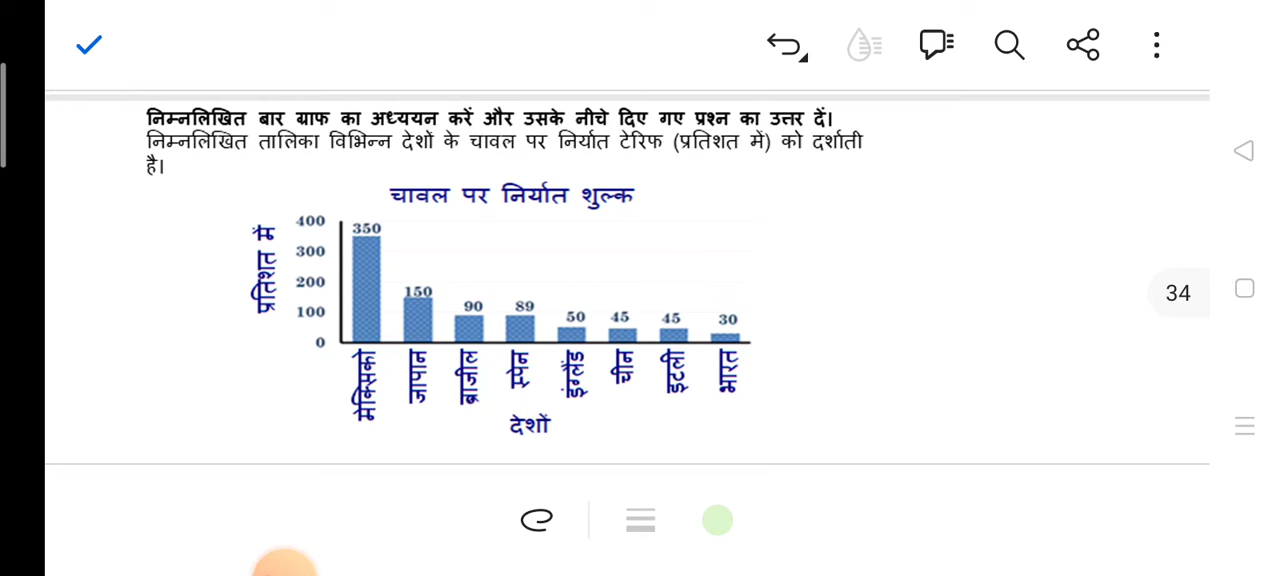 निम्नलिखित बार ग्राफ का अध्ययन करें और उसके नीचे दिए गए प्रश्न का उत्तर दें।
निम्नलिखित तालिका विभिन्न देशों के चावल पर निर्यात टेरिफ (प्रतिशत में) को दर्शाती
है।
चावल पर निर्यात शुल्क
प्रतिशत में
400
300
200
100
0
350
150
90
89
50
45
45
30
मेक्सिको
जापान
ब्राजील
स्पेन
इंग्लैंड
चीन
इटली
भारत
देशों
34